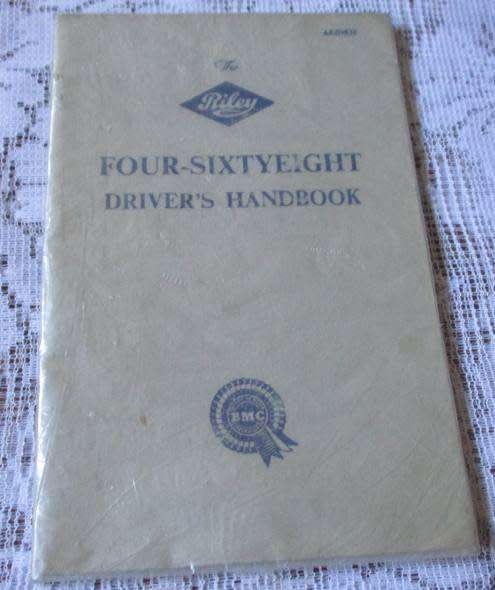 The
Riley
FOUR-SIXTYEIGHT
DRIVER'S HANDBOOK
BMC